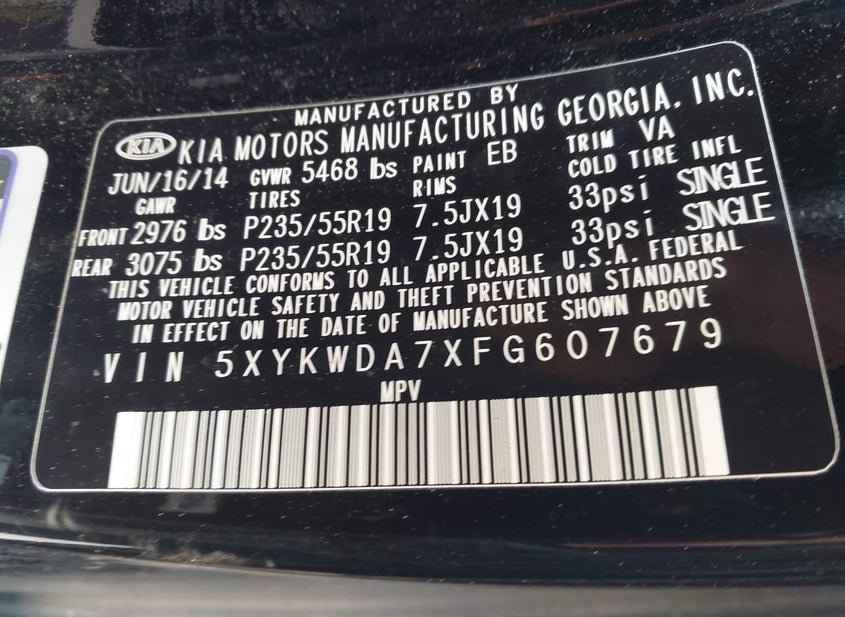 MANUFACTURED BY
KIA KIA MOTORS MANUFACTURING GEORGIA, INC.
JUN/16/14 GVWR 5468 lbs PAINT EB TRIM VA
GAWR TIRES RIMS COLD TIRE INFL
FRONT 2976 lbs P235/55R19 7.5JX19 33psi SINGLE
REAR 3075 lbs P235/55R19 7.5JX19 33psi SINGLE
THIS VEHICLE CONFORMS TO ALL APPLICABLE U.S.A. FEDERAL
MOTOR VEHICLE SAFETY AND THEFT PREVENTION STANDARDS
IN EFFECT ON THE DATE OF MANUFACTURE SHOWN ABOVE
VIN 5XYKWDA7XFG607679
MPV